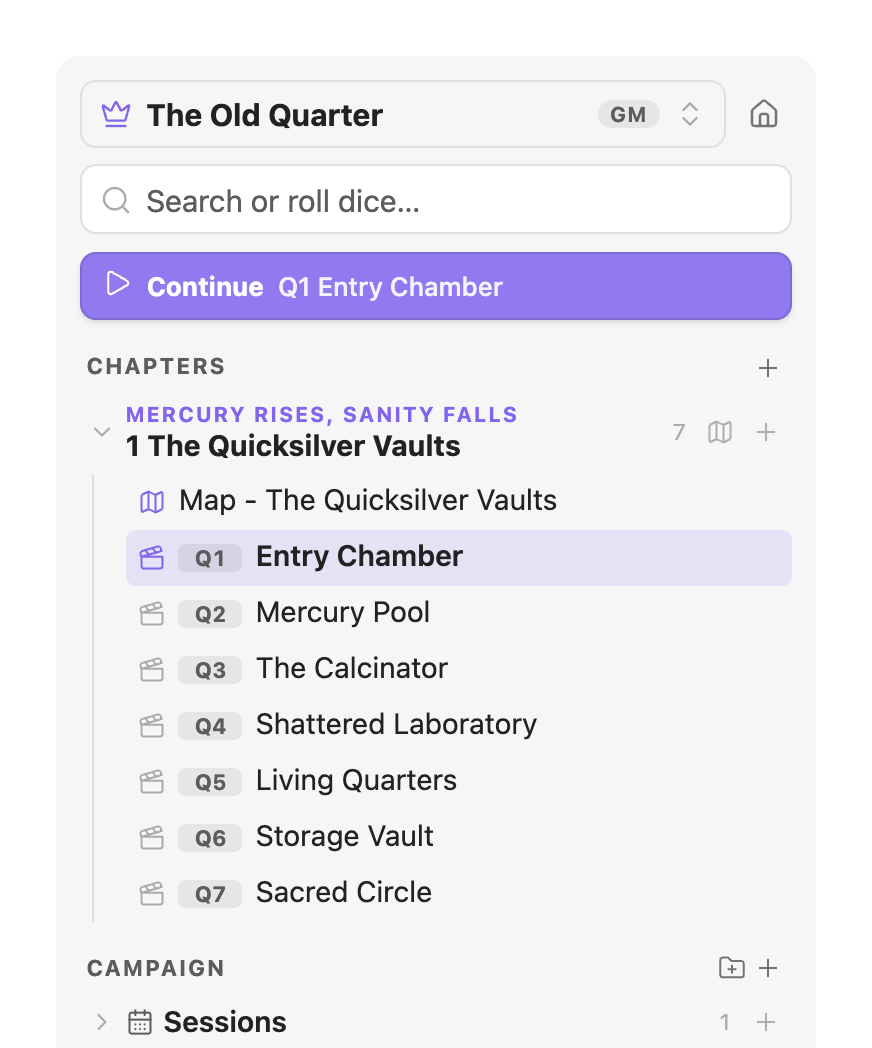 The Old Quarter GM
Search or roll dice...
Continue Q1 Entry Chamber
CHAPTERS
MERCURY RISES, SANITY FALLS
1 The Quicksilver Vaults 7
Map - The Quicksilver Vaults
Q1 Entry Chamber
Q2 Mercury Pool
Q3 The Calcinator
Q4 Shattered Laboratory
Q5 Living Quarters
Q6 Storage Vault
Q7 Sacred Circle
CAMPAIGN
Sessions 1